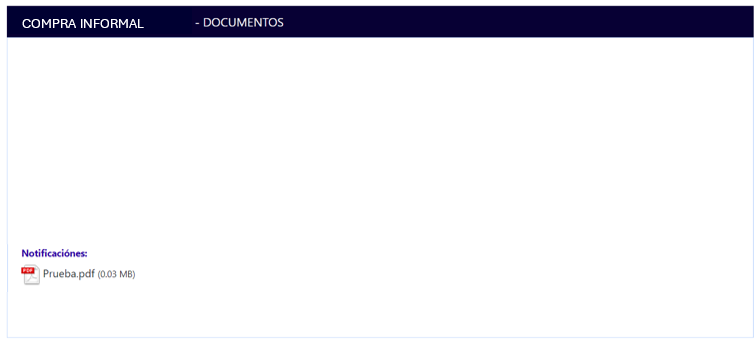 COMPRA INFORMAL - DOCUMENTOS
Notificaciónes:
PDF Prueba.pdf (0.03 MB)